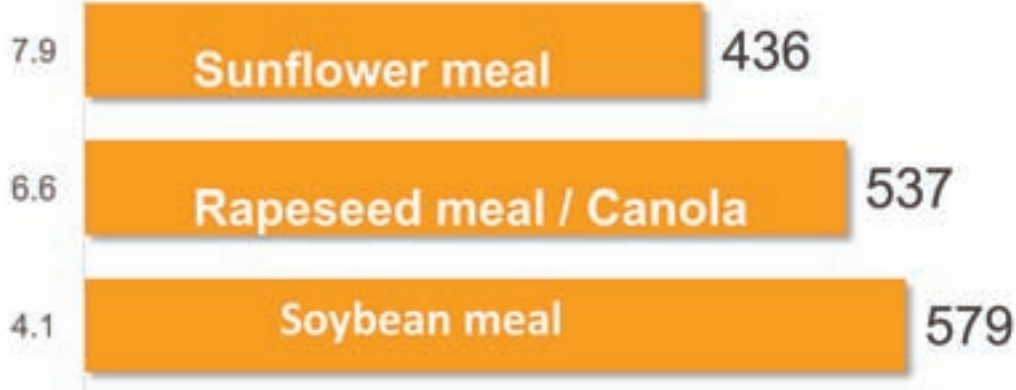 7.9 Sunflower meal 436
6.6 Rapeseed meal / Canola 537
4.1 Soybean meal 579